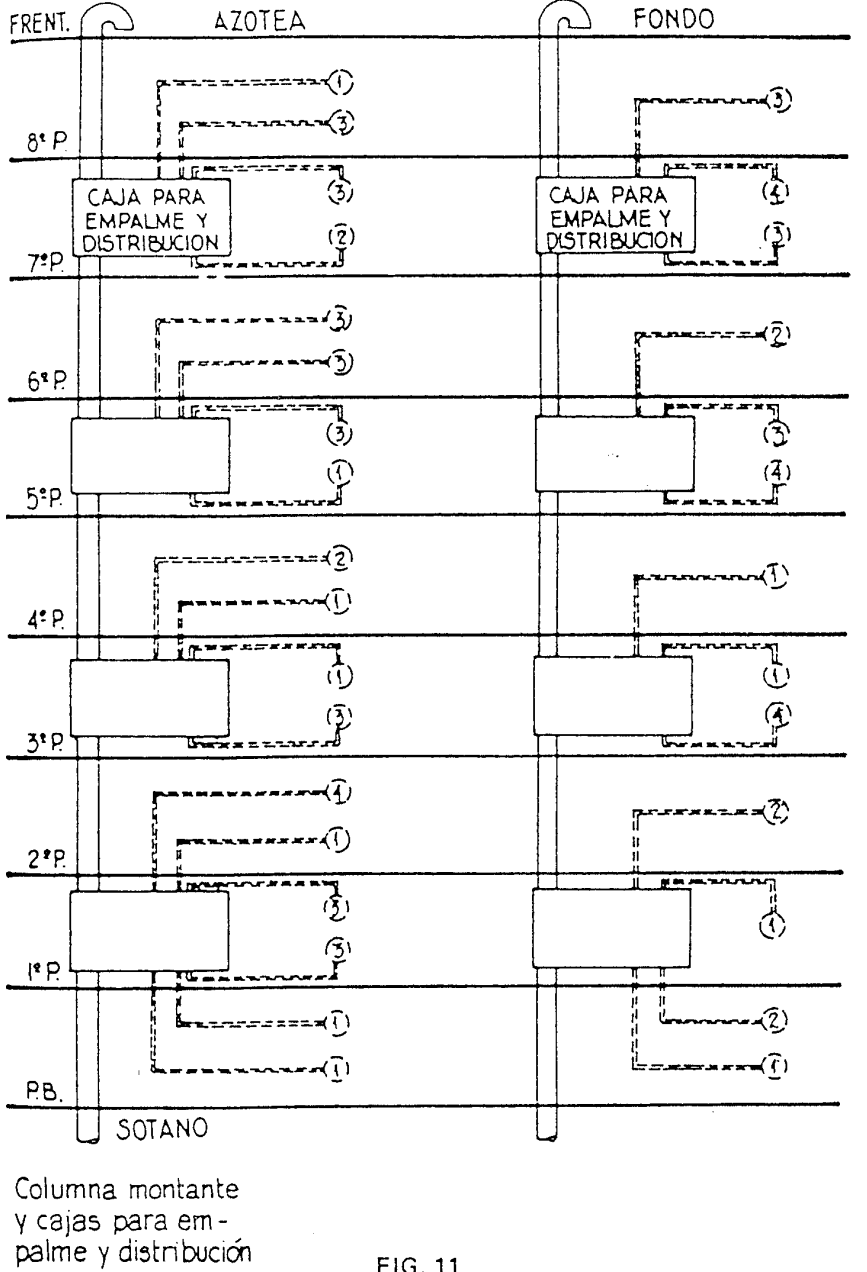 FRENT. AZOTEA FONDO
1
3
3
8º P.
CAJA PARA
EMPALME Y
DISTRIBUCION
3
2
CAJA PARA
EMPALME Y
DISTRIBUCION
4
3
7º P.
3
3
2
6º P.
3
1
3
4
5º P.
2
1
1
4º P.
1
3
1
4
3º P.
4
1
2
2º P.
3
3
1
1º P.
1
1
2
1
P.B.
SOTANO
Columna montante
y cajas para em-
palme y distribución
FIG. 11